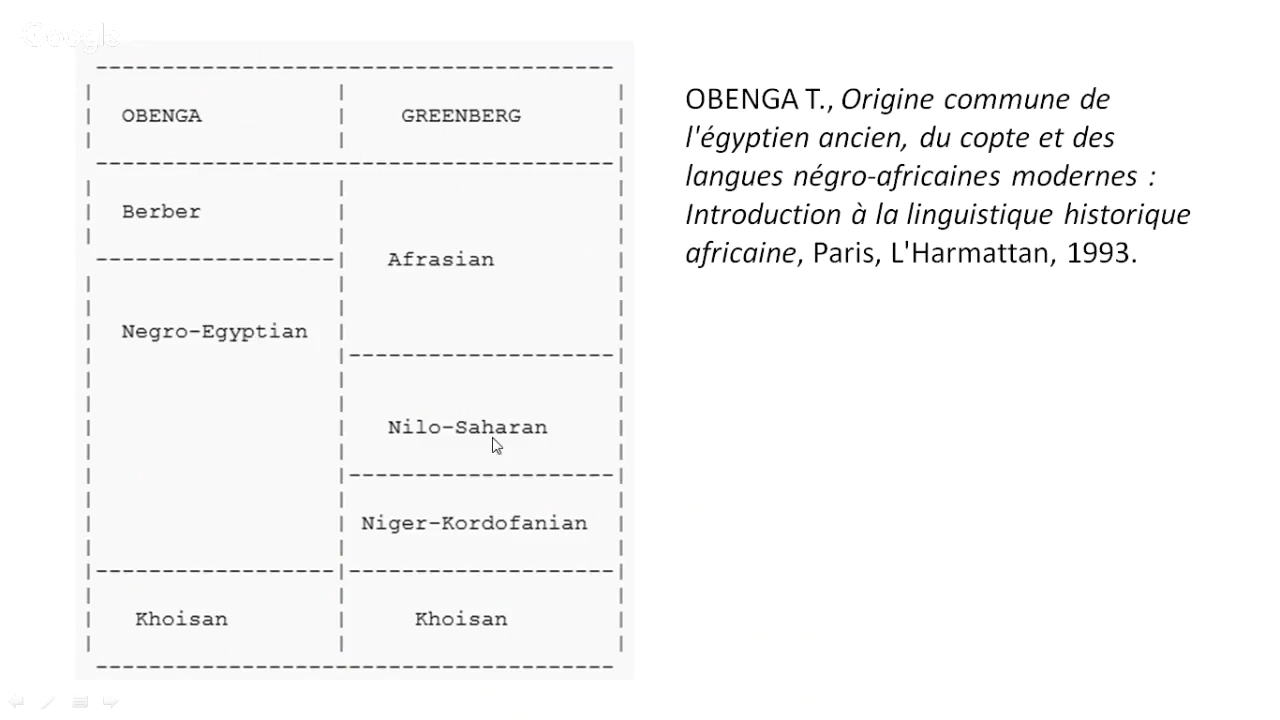 Google
OBENGA GREENBERG
Berber
Afrasian
Negro-Egyptian
Nilo-Saharan
Niger-Kordofanian
Khoisan Khoisan
OBENGA T., Origine commune de
l'égyptien ancien, du copte et des
langues négro-africaines modernes :
Introduction à la linguistique historique
africaine, Paris, L'Harmattan, 1993.